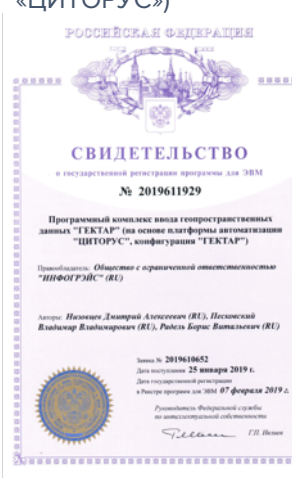 «ЦИТОРУС»)
РОССИЙСКАЯ ФЕДЕРАЦИЯ
СВИДЕТЕЛЬСТВО
о государственной регистрации программы для ЭВМ
№ 2019611929
Программный комплекс ввода геопространственных
данных "ГЕКТАР" (на основе платформы автоматизации
"ЦИТОРУС", конфигурация "ГЕКТАР")
Правообладатель: Общество с ограниченной ответственностью
"ИНФОГРЭЙС" (RU)
Авторы: Низовцев Дмитрий Алексеевич (RU), Песковский
Владимир Владимирович (RU), Радель Борис Витальевич (RU)
Заявка № 2019610652
Дата поступления 25 января 2019 г.
Дата государственной регистрации
в Реестре программ для ЭВМ 07 февраля 2019 г.
Руководитель Федеральной службы
по интеллектуальной собственности
Г.П. Ивлиев